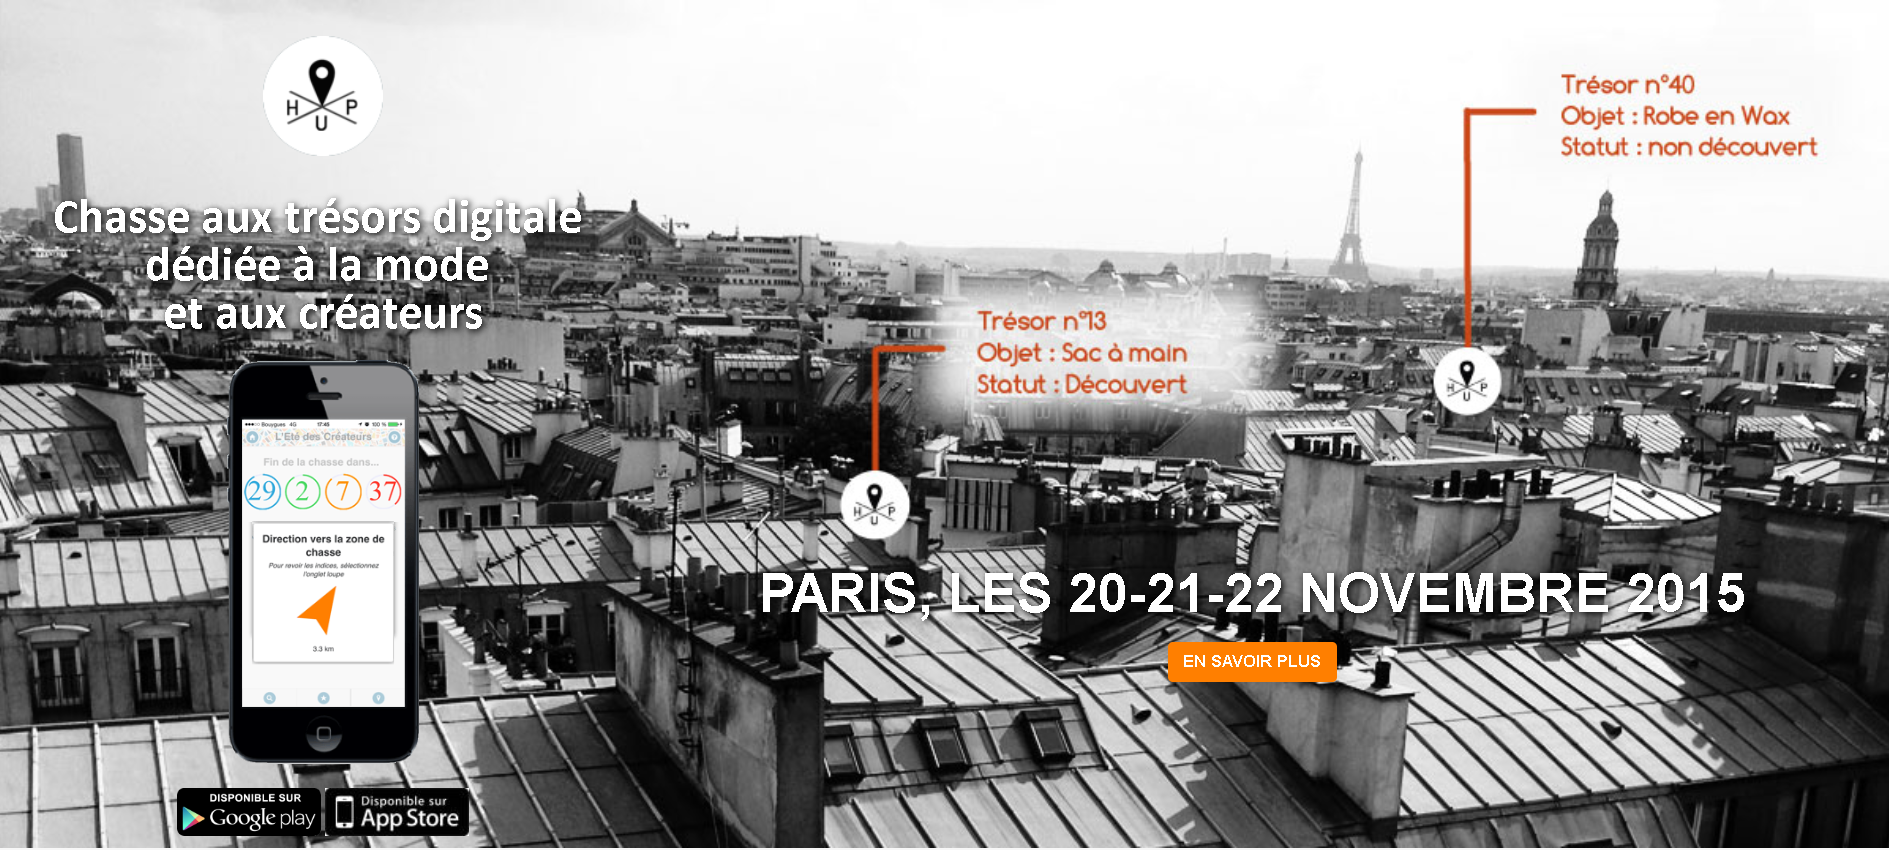 H P
U
Chasse aux trésors digitale
dédiée à la mode
et aux créateurs
Bouygues 4G 17:45 100 %
L'Eté des Créateurs
Fin de la chasse dans...
29 2 7 37
Direction vers la zone de
chasse
Pour revoir les indices, sélectionnez
l'onglet loupe
3.3 km
DISPONIBLE SUR
Google play
Disponible sur
App Store
Trésor n°13
Objet : Sac à main
Statut : Découvert
H P
U
Trésor n°40
Objet : Robe en Wax
Statut : non découvert
H P
U
PARIS, LES 20-21-22 NOVEMBRE 2015
EN SAVOIR PLUS